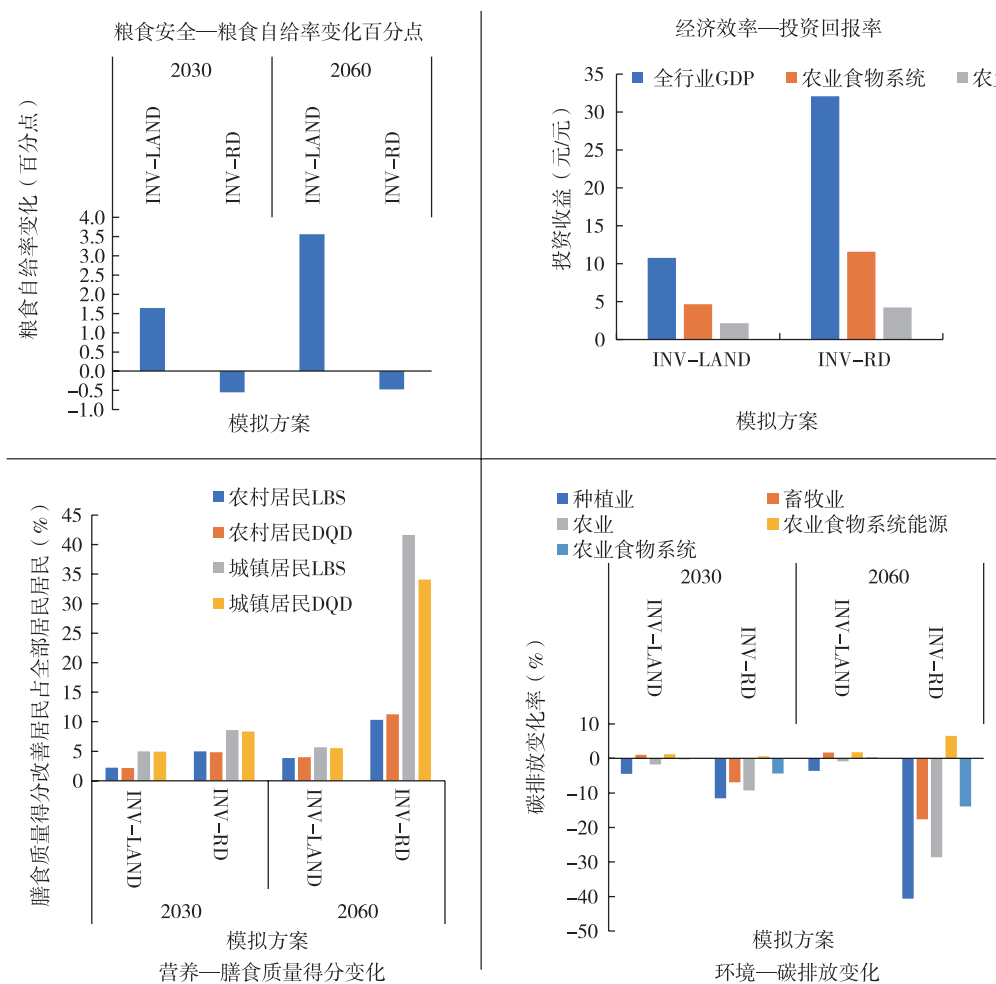 粮食安全—粮食自给率变化百分点
2030
2060
INV-LAND
INV-RD
INV-LAND
INV-RD
粮食自给率变化（百分点）
4.0
3.5
3.0
2.5
2.0
1.5
1.0
0.5
0.0
-0.5
-1.0
模拟方案
经济效率—投资回报率
全行业GDP
农业食物系统
投资收益（元/元）
35
30
25
20
15
10
5
0
INV-LAND
INV-RD
模拟方案
农村居民LBS
农村居民DQD
城镇居民LBS
城镇居民DQD
膳食质量得分改善居民占全部居民居民（%）
45
40
35
30
25
20
15
10
5
0
INV-LAND
INV-RD
INV-LAND
INV-RD
2030
2060
模拟方案
营养—膳食质量得分变化
种植业
畜牧业
农业
农业食物系统能源
农业食物系统
2030
2060
INV-LAND
INV-RD
INV-LAND
INV-RD
碳排放变化率（%）
10
0
-10
-20
-30
-40
-50
模拟方案
环境—碳排放变化